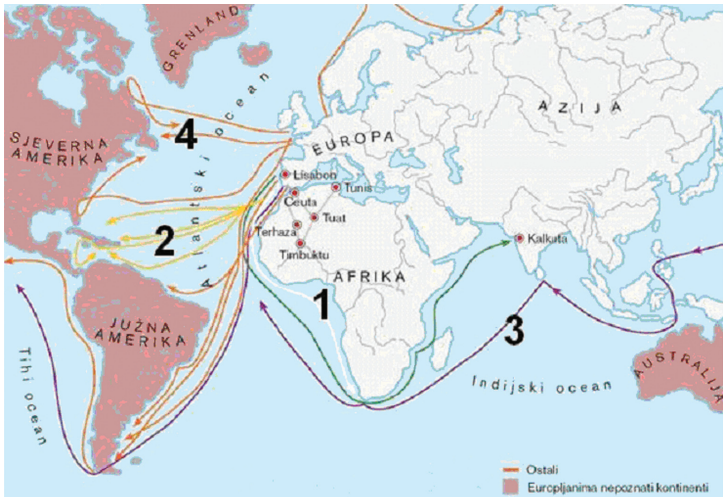 GRENLAND
AZIJA
4
SJEVERNA
AMERIKA
Atlantski ocean
EUROPA
Lisabon
Tunis
Ceuta
Tuat
Terhaza
Timbuktu
2
Kalkata
AFRIKA
1
3
JUŽNA
AMERIKA
Tihi ocean
Indijski ocean
AUSTRALIJA
Ostali
Europljanima nepoznati kontinenti